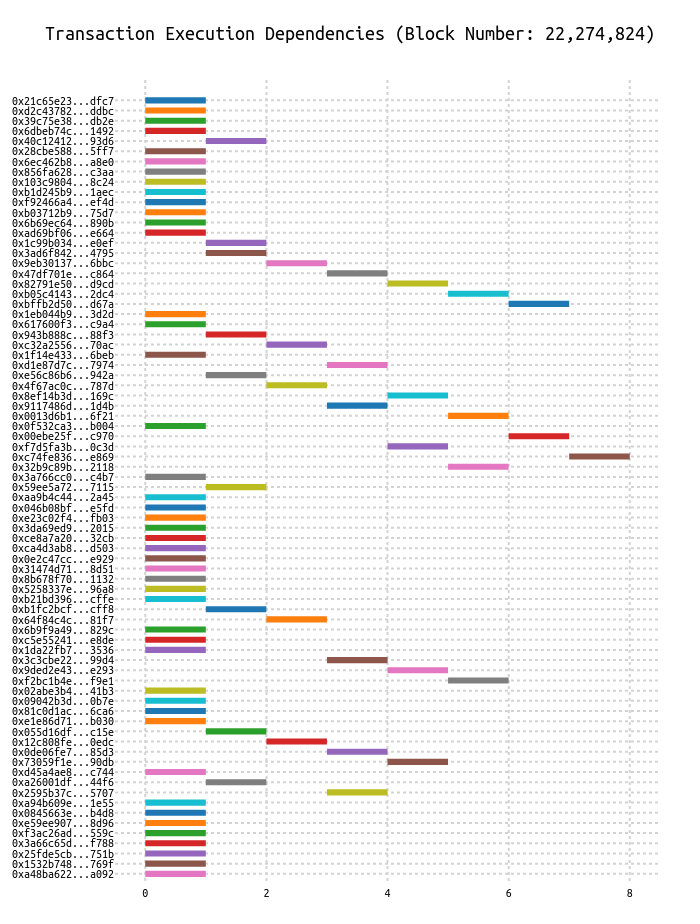 Transaction Execution Dependencies (Block Number: 22,274,824)
0x21c65e23...dfc7
0xd2c43782...ddbc
0x39c75e38...db2e
0x6dbeb74c...1492
0x40c12412...93d6
0x28cbe588...5ff7
0x6ec462b8...a8e0
0x856fa628...c3aa
0x103c9804...8c24
0xb1d245b9...1aec
0xf92466a4...ef4d
0xb03712b9...75d7
0x6b69ec64...890b
0xad69bf06...e664
0x1c99b034...e0ef
0x3ad6f842...4795
0x9eb30137...6bbc
0x47df701e...c864
0x82791e50...d9cd
0xb05c4143...2dc4
0xbffb2d50...d67a
0x1eb044b9...3d2d
0x617600f3...c9a4
0x943b888c...88f3
0xc32a2556...70ac
0x1f14e433...6beb
0xd1e87d7c...7974
0xe56c86b6...942a
0x4f67ac0c...787d
0x8ef14b3d...169c
0x9117486d...1d4b
0x0013d6b1...6f21
0x0f532ca3...b004
0x00ebe25f...c970
0xf7d5fa3b...0c3d
0xc74fe836...e869
0x32b9c89b...2118
0x3a766cc0...c4b7
0x59ee5a72...7115
0xaa9b4c44...2a45
0x046b08bf...e5fd
0xe23c02f4...fb03
0x3da69ed9...2015
0xce8a7a20...32cb
0xca4d3ab8...d503
0x0e2c47cc...e929
0x31474d71...8d51
0x8b678f70...1132
0x5258337e...96a8
0xb21bd396...cffe
0xb1fc2bcf...cff8
0x64f84c4c...81f7
0x6b9f9a49...829c
0xc5e55241...e8de
0x1da22fb7...3536
0x3c3cbe22...99d4
0x9ded2e43...e293
0xf2bc1b4e...f9e1
0x02abe3b4...41b3
0x09042b3d...0b7e
0x81c0d1ac...6ca6
0xe1e86d71...b030
0x055d16df...c15e
0x12c808fe...0edc
0x0de06fe7...85d3
0x73059f1e...90db
0xd45a4ae8...c744
0xa26001df...44f6
0x2595b37c...5707
0xa94b609e...1e55
0x0845663e...b4d8
0xe59ee907...8d96
0xf3ac26ad...559c
0x3a66c65d...f788
0x25fde5cb...751b
0x1532b748...769f
0xa48ba622...a092
0 2 4 6 8